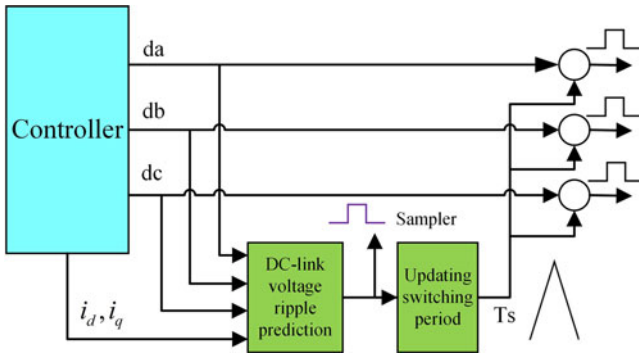 da
Controller
db
dc
Sampler
DC-link
voltage
ripple
prediction
Updating
switching
period
i_d, i_q
Ts